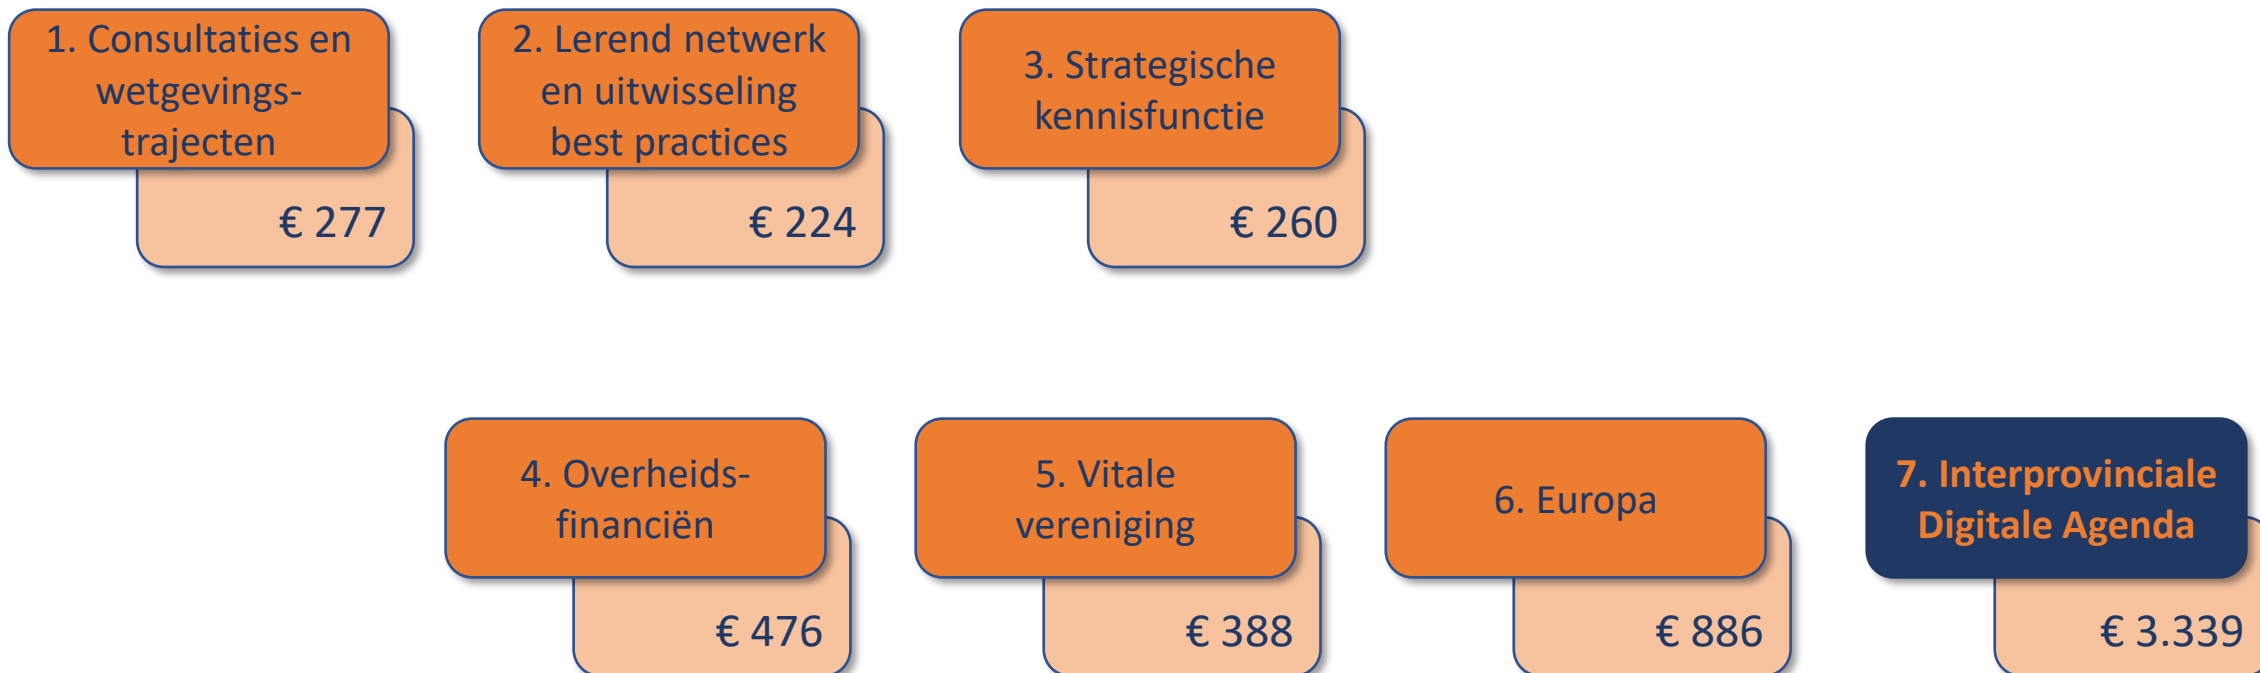 1. Consultaties en
wetgevings-
trajecten
€ 277
2. Lerend netwerk
en uitwisseling
best practices
€ 224
3. Strategische
kennisfunctie
€ 260
4. Overheids-
financiën
€ 476
5. Vitale
vereniging
€ 388
6. Europa
€ 886
7. Interprovinciale
Digitale Agenda
€ 3.339